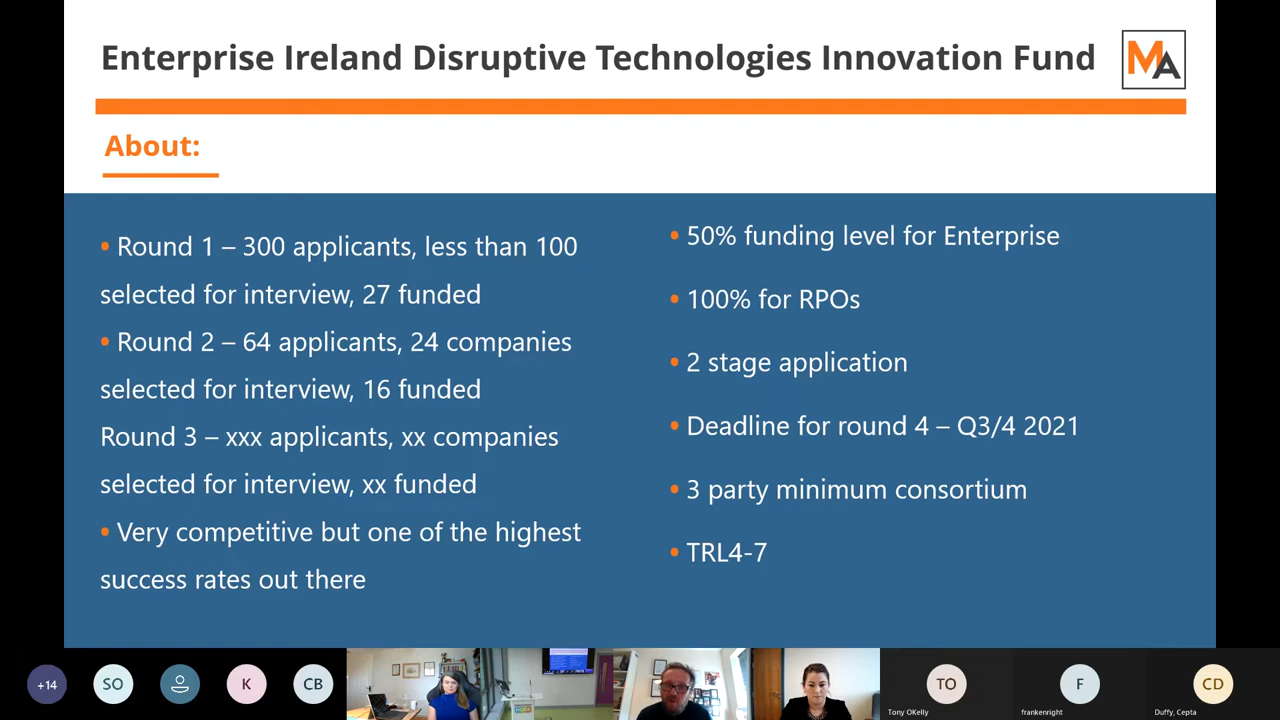 Enterprise Ireland Disruptive Technologies Innovation Fund
MA
About:
• Round 1 – 300 applicants, less than 100
selected for interview, 27 funded
• Round 2 – 64 applicants, 24 companies
selected for interview, 16 funded
Round 3 – xxx applicants, xx companies
selected for interview, xx funded
• Very competitive but one of the highest
success rates out there
• 50% funding level for Enterprise
• 100% for RPOs
• 2 stage application
• Deadline for round 4 – Q3/4 2021
• 3 party minimum consortium
• TRL4-7
+14
SO
K
CB
TO
Tony OKelly
F
frankenright
CD
Duffy, Cepta